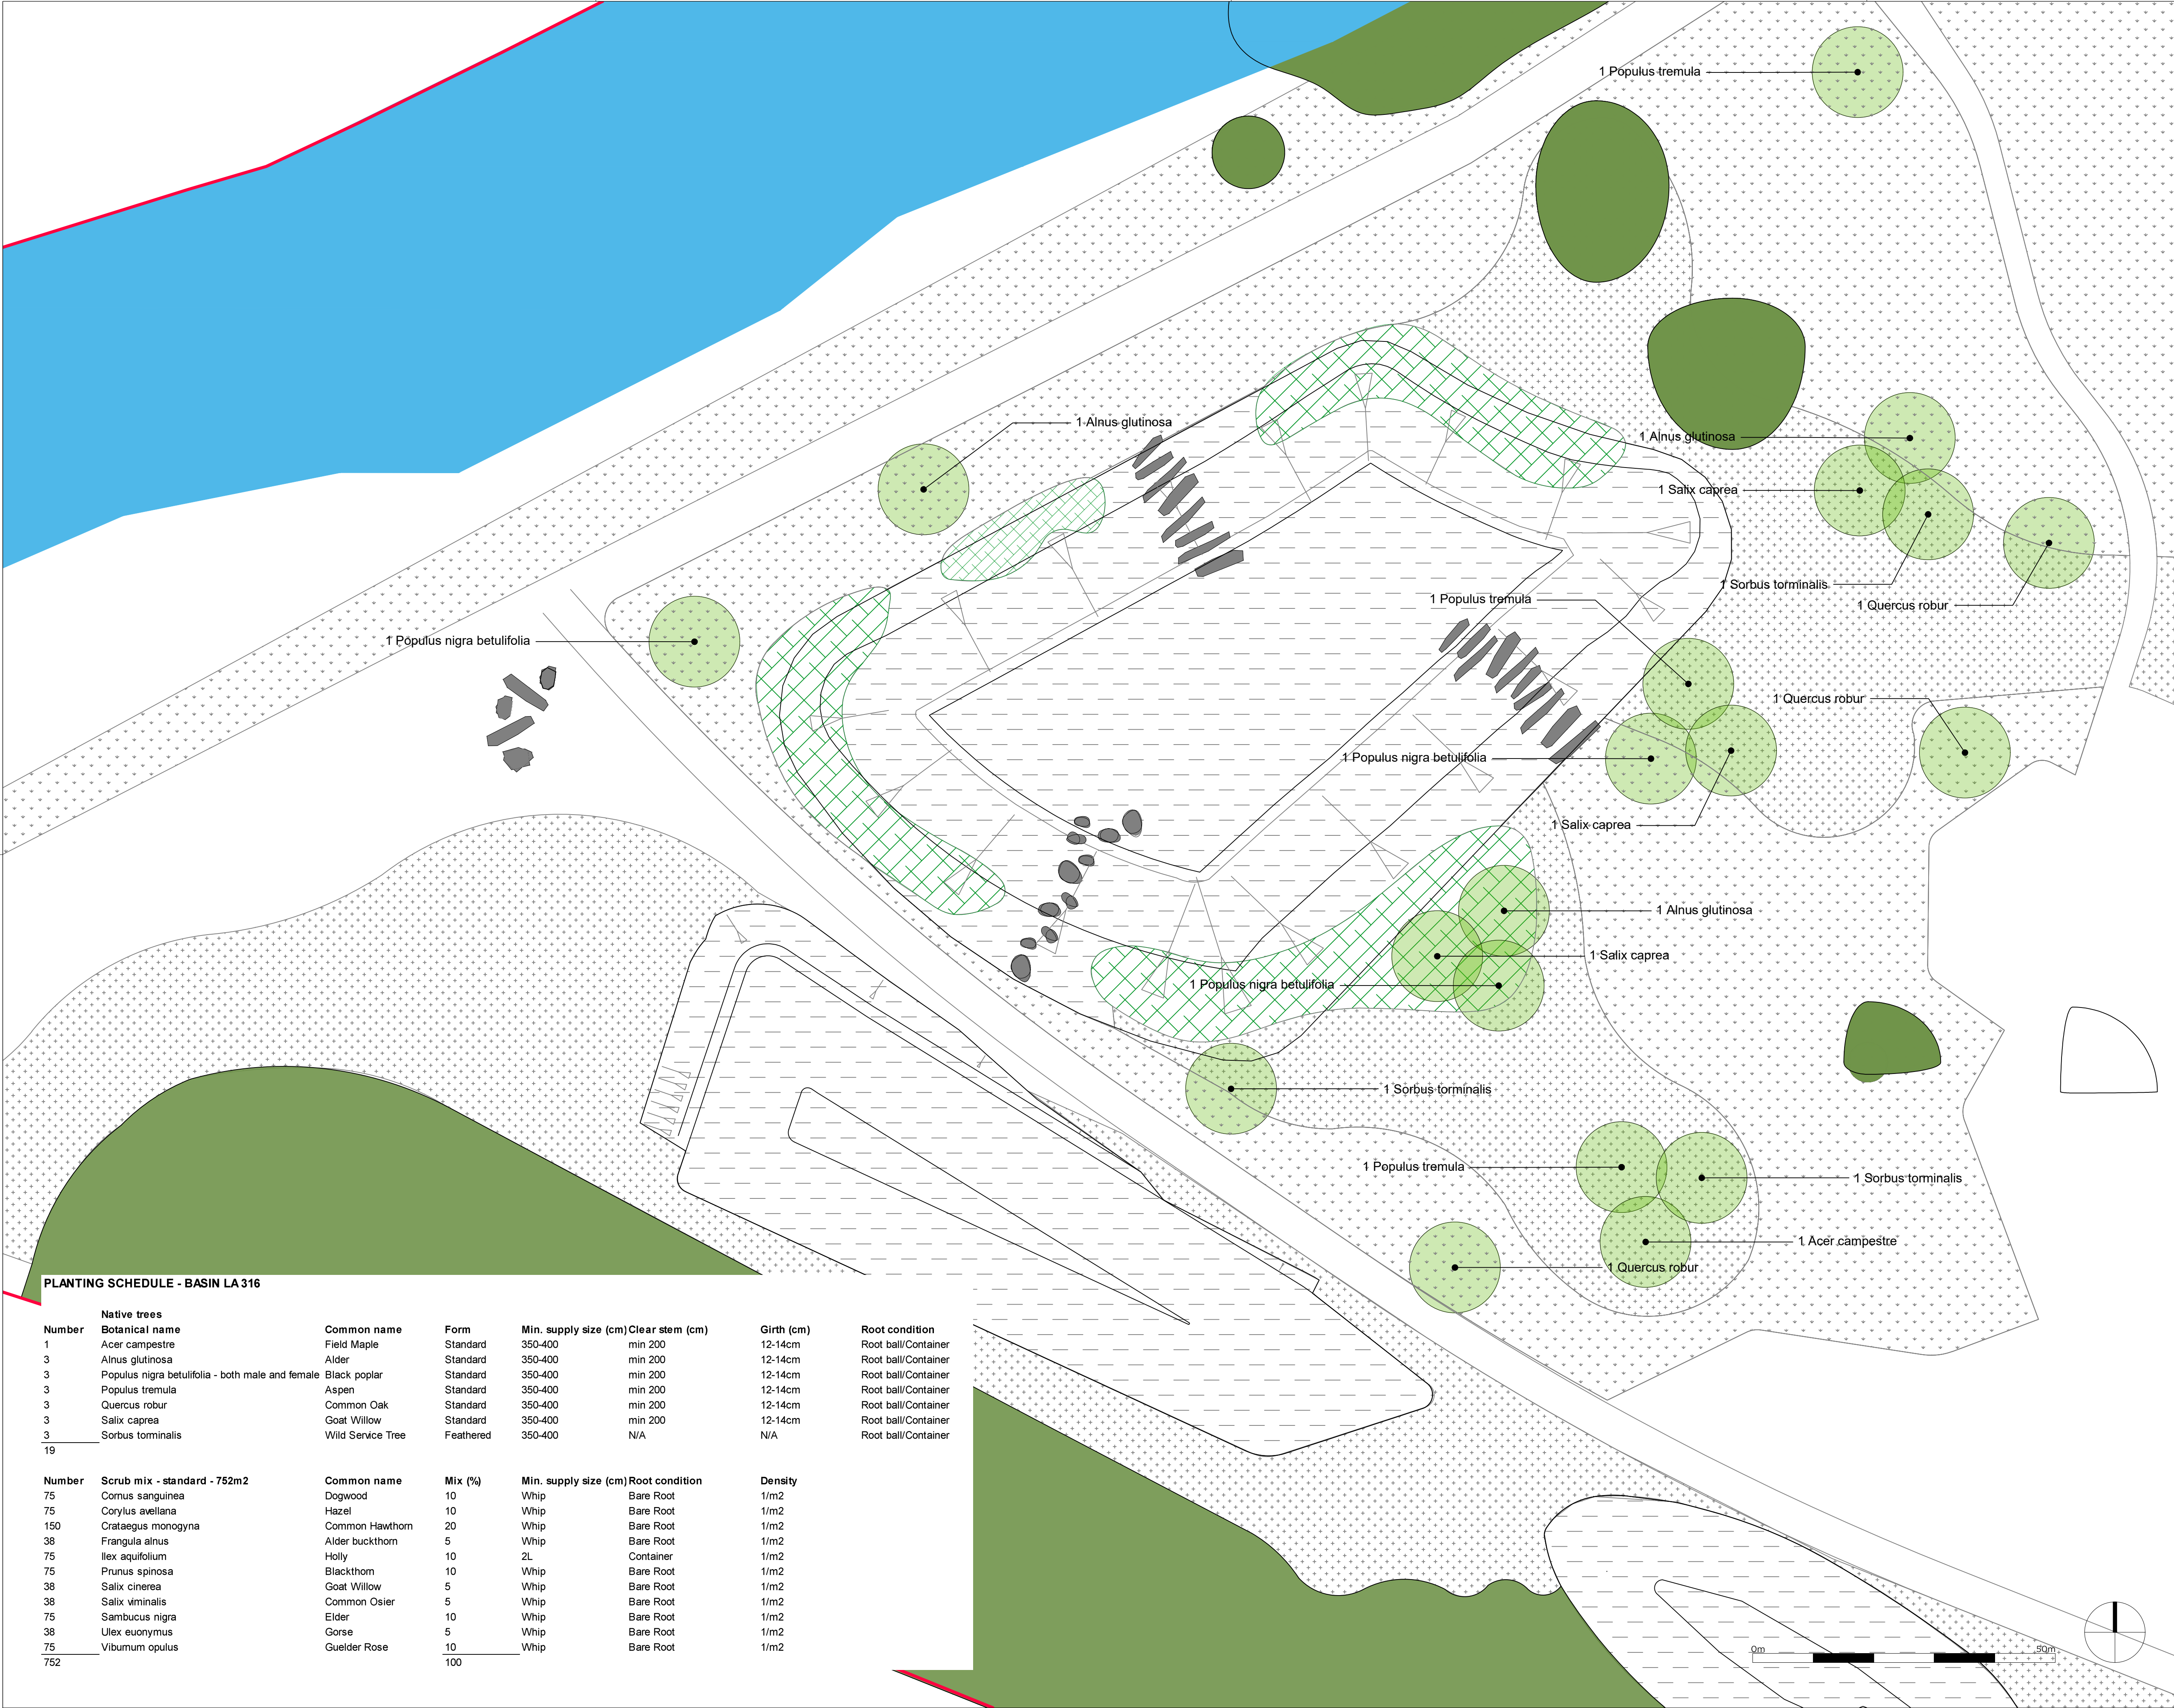 1 Populus tremula
1 Alnus glutinosa
1 Alnus glutinosa
1 Salix caprea
1 Sorbus torminalis
1 Populus tremula
1 Quercus robur
1 Populus nigra betulifolia
1 Quercus robur
1 Populus nigra betulifolia
1 Salix caprea
1 Alnus glutinosa
1 Salix caprea
1 Populus nigra betulifolia
1 Sorbus torminalis
1 Populus tremula
1 Sorbus torminalis
1 Acer campestre
1 Quercus robur
PLANTING SCHEDULE - BASIN LA 316
Native trees
Number Botanical name Common name Form Min. supply size (cm) Clear stem (cm) Girth (cm) Root condition
1 Acer campestre Field Maple Standard 350-400 min 200 12-14cm Root ball/Container
3 Alnus glutinosa Alder Standard 350-400 min 200 12-14cm Root ball/Container
3 Populus nigra betulifolia - both male and female Black poplar Standard 350-400 min 200 12-14cm Root ball/Container
3 Populus tremula Aspen Standard 350-400 min 200 12-14cm Root ball/Container
3 Quercus robur Common Oak Standard 350-400 min 200 12-14cm Root ball/Container
3 Salix caprea Goat Willow Standard 350-400 min 200 12-14cm Root ball/Container
3 Sorbus torminalis Wild Service Tree Feathered 350-400 N/A N/A Root ball/Container
19
Number Scrub mix - standard - 752m2 Common name Mix (%) Min. supply size (cm) Root condition Density
75 Cornus sanguinea Dogwood 10 Whip Bare Root 1/m2
75 Corylus avellana Hazel 10 Whip Bare Root 1/m2
150 Crataegus monogyna Common Hawthorn 20 Whip Bare Root 1/m2
38 Frangula alnus Alder buckthorn 5 Whip Bare Root 1/m2
75 Ilex aquifolium Holly 10 2L Container 1/m2
75 Prunus spinosa Blackthorn 10 Whip Bare Root 1/m2
38 Salix cinerea Goat Willow 5 Whip Bare Root 1/m2
38 Salix viminalis Common Osier 5 Whip Bare Root 1/m2
75 Sambucus nigra Elder 10 Whip Bare Root 1/m2
38 Ulex euonymus Gorse 5 Whip Bare Root 1/m2
75 Viburnum opulus Guelder Rose 10 Whip Bare Root 1/m2
752 100
0m 50m